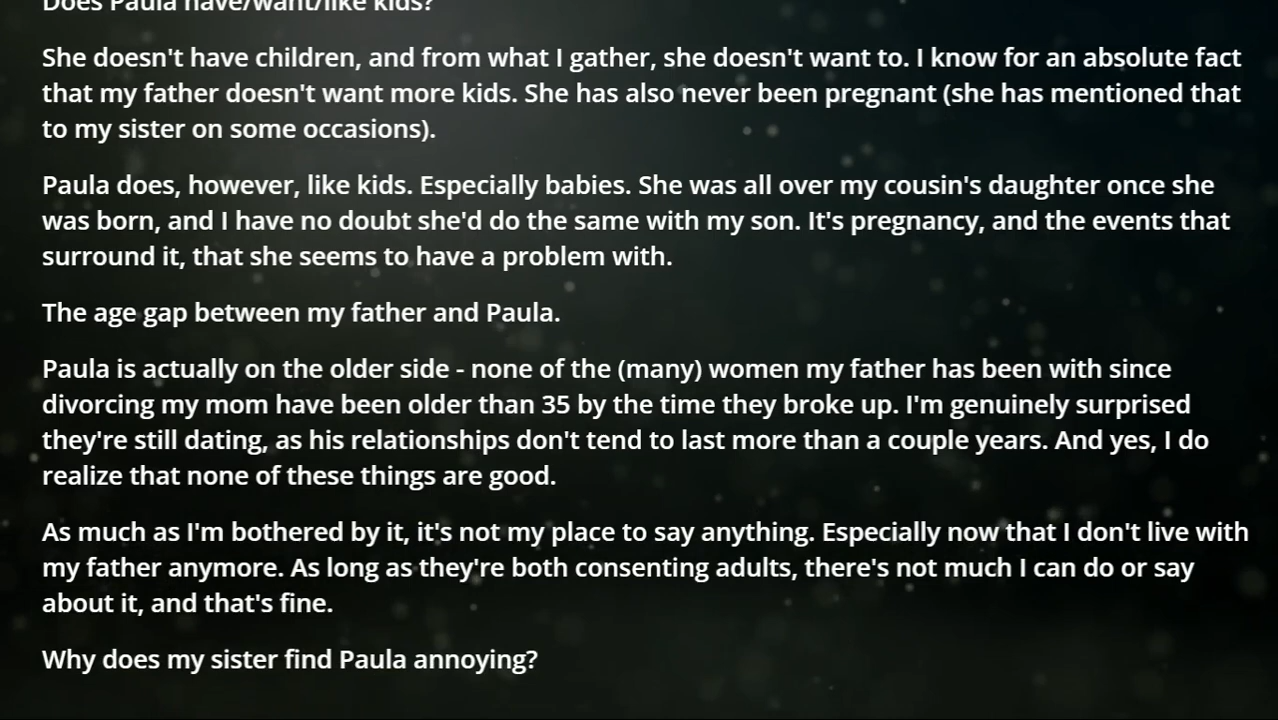 Does Paula have/want/like kids?
She doesn't have children, and from what I gather, she doesn't want to. I know for an absolute fact
that my father doesn't want more kids. She has also never been pregnant (she has mentioned that
to my sister on some occasions).
Paula does, however, like kids. Especially babies. She was all over my cousin's daughter once she
was born, and I have no doubt she'd do the same with my son. It's pregnancy, and the events that
surround it, that she seems to have a problem with.
The age gap between my father and Paula.
Paula is actually on the older side - none of the (many) women my father has been with since
divorcing my mom have been older than 35 by the time they broke up. I'm genuinely surprised
they're still dating, as his relationships don't tend to last more than a couple years. And yes, I do
realize that none of these things are good.
As much as I'm bothered by it, it's not my place to say anything. Especially now that I don't live with
my father anymore. As long as they're both consenting adults, there's not much I can do or say
about it, and that's fine.
Why does my sister find Paula annoying?